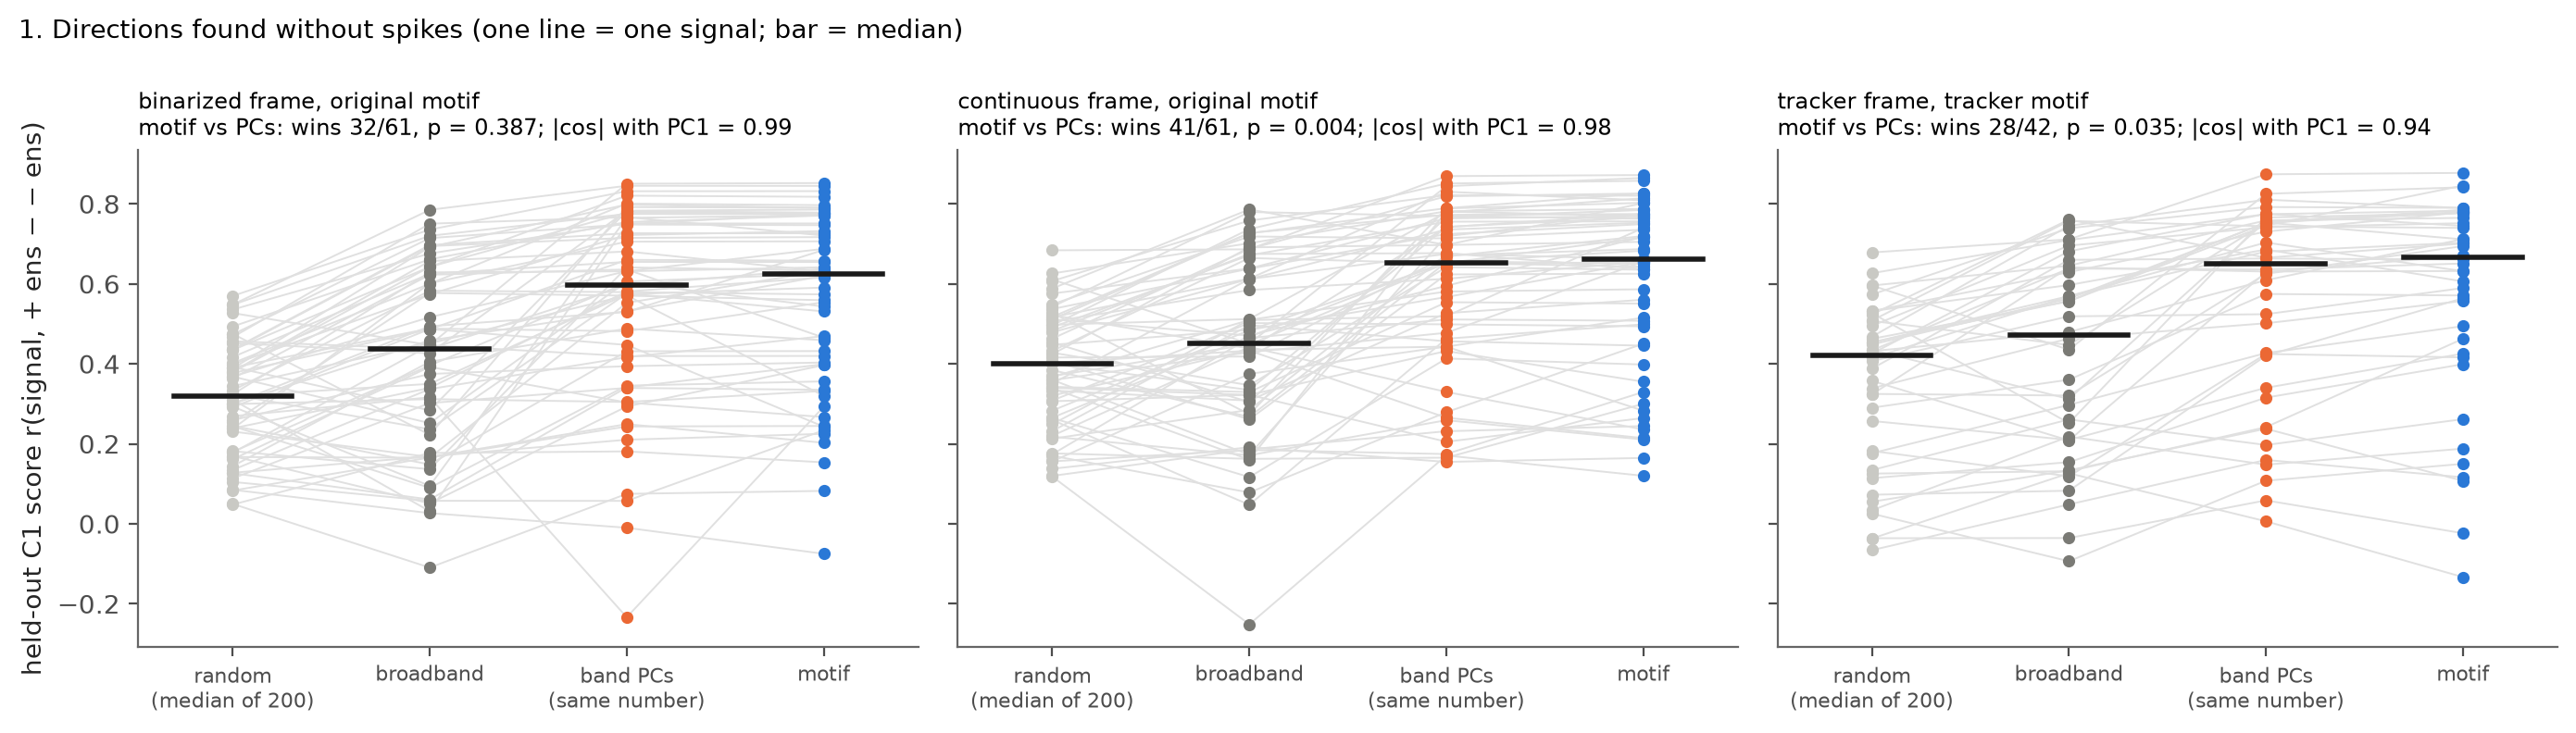 1. Directions found without spikes (one line = one signal; bar = median)
held-out C1 score r(signal, + ens − − ens)
binarized frame, original motif
motif vs PCs: wins 32/61, p = 0.387; |cos| with PC1 = 0.99
0.8
0.6
0.4
0.2
0.0
−0.2
random
(median of 200)
broadband
band PCs
(same number)
motif
continuous frame, original motif
motif vs PCs: wins 41/61, p = 0.004; |cos| with PC1 = 0.98
random
(median of 200)
broadband
band PCs
(same number)
motif
tracker frame, tracker motif
motif vs PCs: wins 28/42, p = 0.035; |cos| with PC1 = 0.94
random
(median of 200)
broadband
band PCs
(same number)
motif